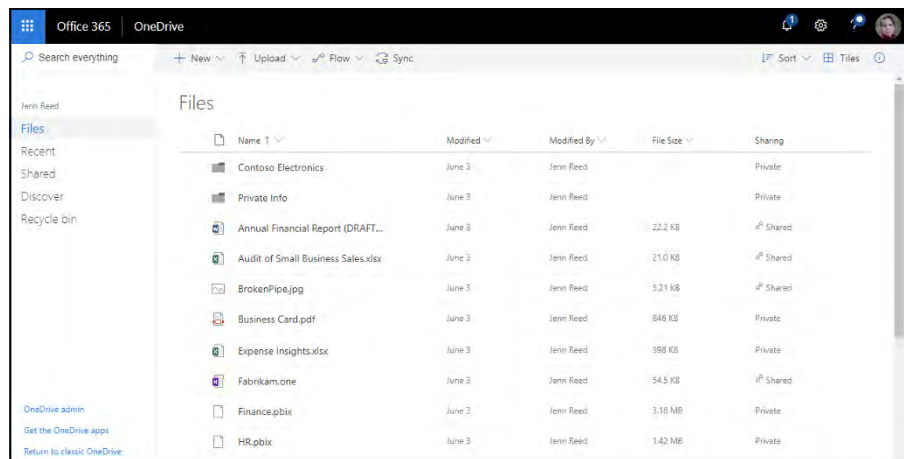 Office 365 OneDrive 1 ?
Search everything + New Upload Flow Sync Sort Tiles
Jenn Reed
Files
Recent
Shared
Discover
Recycle bin
OneDrive admin
Get the OneDrive apps
Return to classic OneDrive
Files
Name Modified Modified By File Size Sharing
Contoso Electronics June 3 Jenn Reed Private
Private Info June 3 Jenn Reed Private
Annual Financial Report (DRAFT... June 3 Jenn Reed 22.2 KB Shared
Audit of Small Business Sales.xlsx June 3 Jenn Reed 21.0 KB Shared
BrokenPipe.jpg June 3 Jenn Reed 5.21 KB Shared
Business Card.pdf June 3 Jenn Reed 846 KB Private
Expense Insights.xlsx June 3 Jenn Reed 398 KB Private
Fabrikam.one June 3 Jenn Reed 54.5 KB Shared
Finance.pbix June 3 Jenn Reed 3.18 MB Private
HR.pbix June 3 Jenn Reed 1.42 MB Private